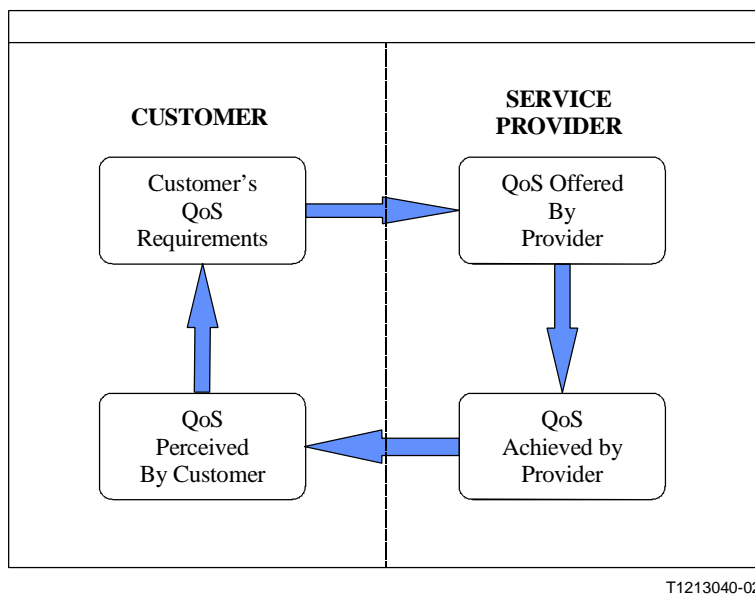 CUSTOMER
SERVICE
PROVIDER
Customer’s
QoS
Requirements
QoS Offered
By
Provider
QoS
Perceived
By Customer
QoS
Achieved by
Provider
T1213040-02